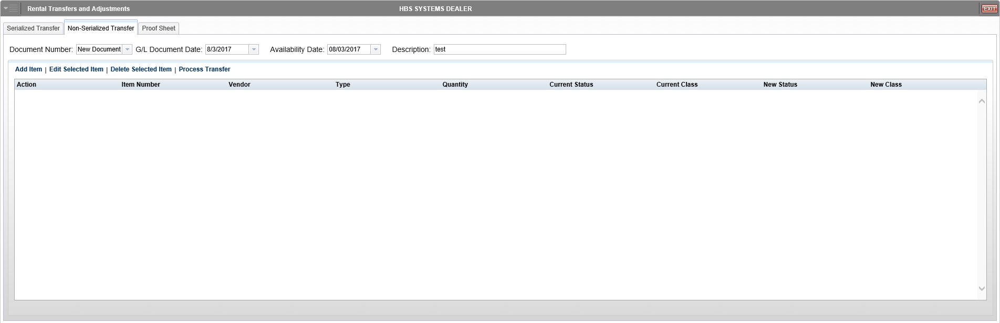 Rental Transfers and Adjustments HBS SYSTEMS DEALER EXIT
Serialized Transfer Non-Serialized Transfer Proof Sheet
Document Number: New Document G/L Document Date: 8/3/2017 Availability Date: 08/03/2017 Description: test
Add Item | Edit Selected Item | Delete Selected Item | Process Transfer
Action Item Number Vendor Type Quantity Current Status Current Class New Status New Class